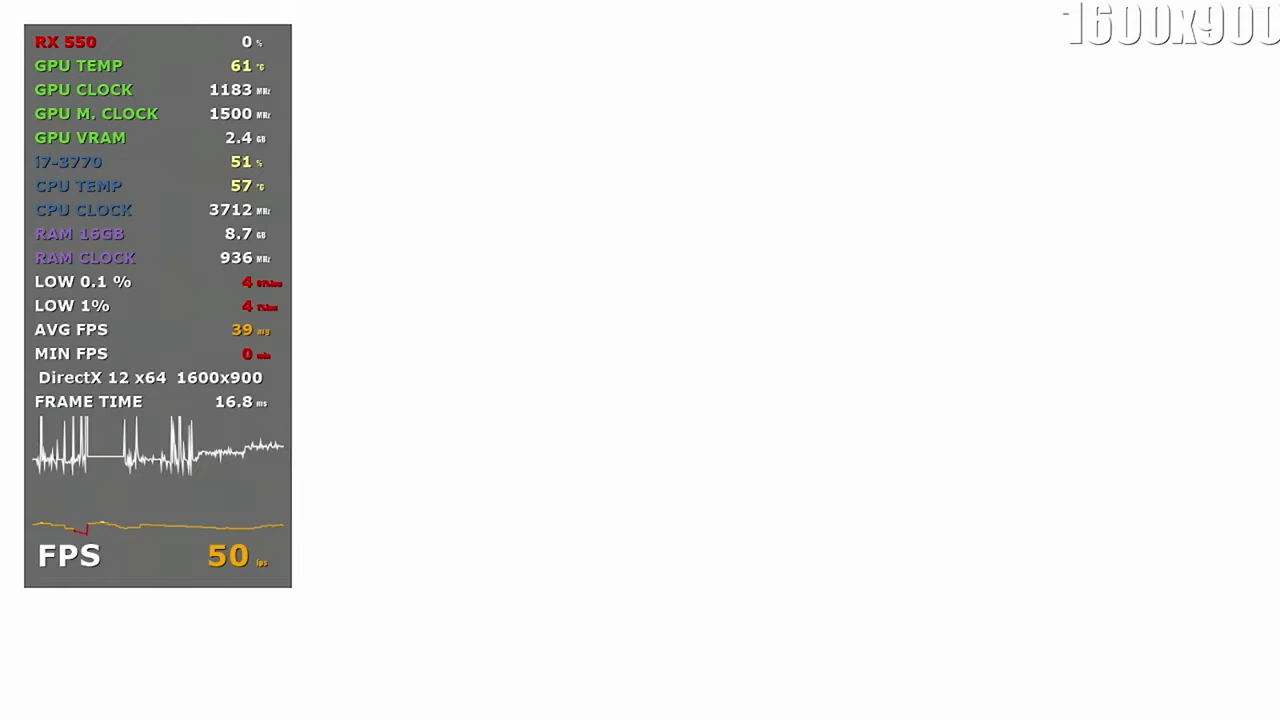 1600x900
RX 550 0 %
GPU TEMP 61 °C
GPU CLOCK 1183 MHz
GPU M. CLOCK 1500 MHz
GPU VRAM 2.4 GB
i7-3770 51 %
CPU TEMP 57 °C
CPU CLOCK 3712 MHz
RAM 16GB 8.7 GB
RAM CLOCK 936 MHz
LOW 0.1 % 4
LOW 1% 4
AVG FPS 39 avg
MIN FPS 0 min
DirectX 12 x64 1600x900
FRAME TIME 16.8 ms
FPS 50 fps